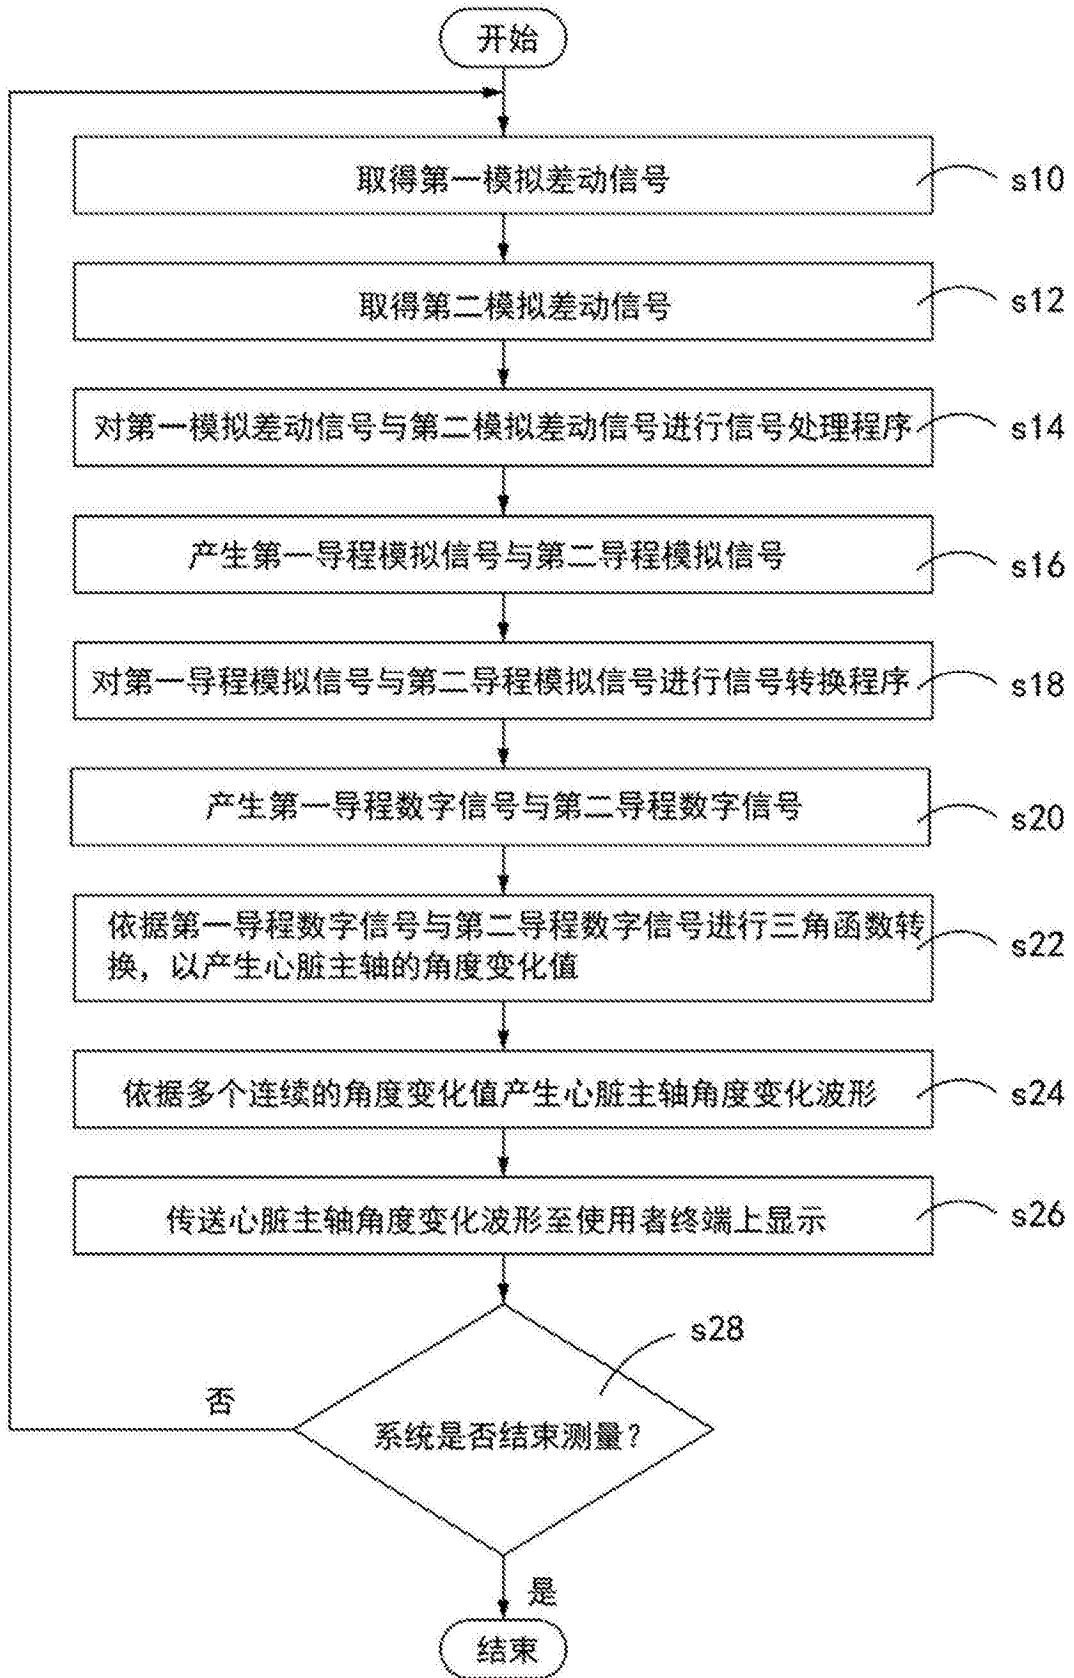 开始
取得第一模拟差动信号
s10
取得第二模拟差动信号
s12
对第一模拟差动信号与第二模拟差动信号进行信号处理程序
s14
产生第一导程模拟信号与第二导程模拟信号
s16
对第一导程模拟信号与第二导程模拟信号进行信号转换程序
s18
产生第一导程数字信号与第二导程数字信号
s20
依据第一导程数字信号与第二导程数字信号进行三角函数转
换，以产生心脏主轴的角度变化值
s22
依据多个连续的角度变化值产生心脏主轴角度变化波形
s24
传送心脏主轴角度变化波形至使用者终端上显示
s26
s28
否
系统是否结束测量？
是
结束